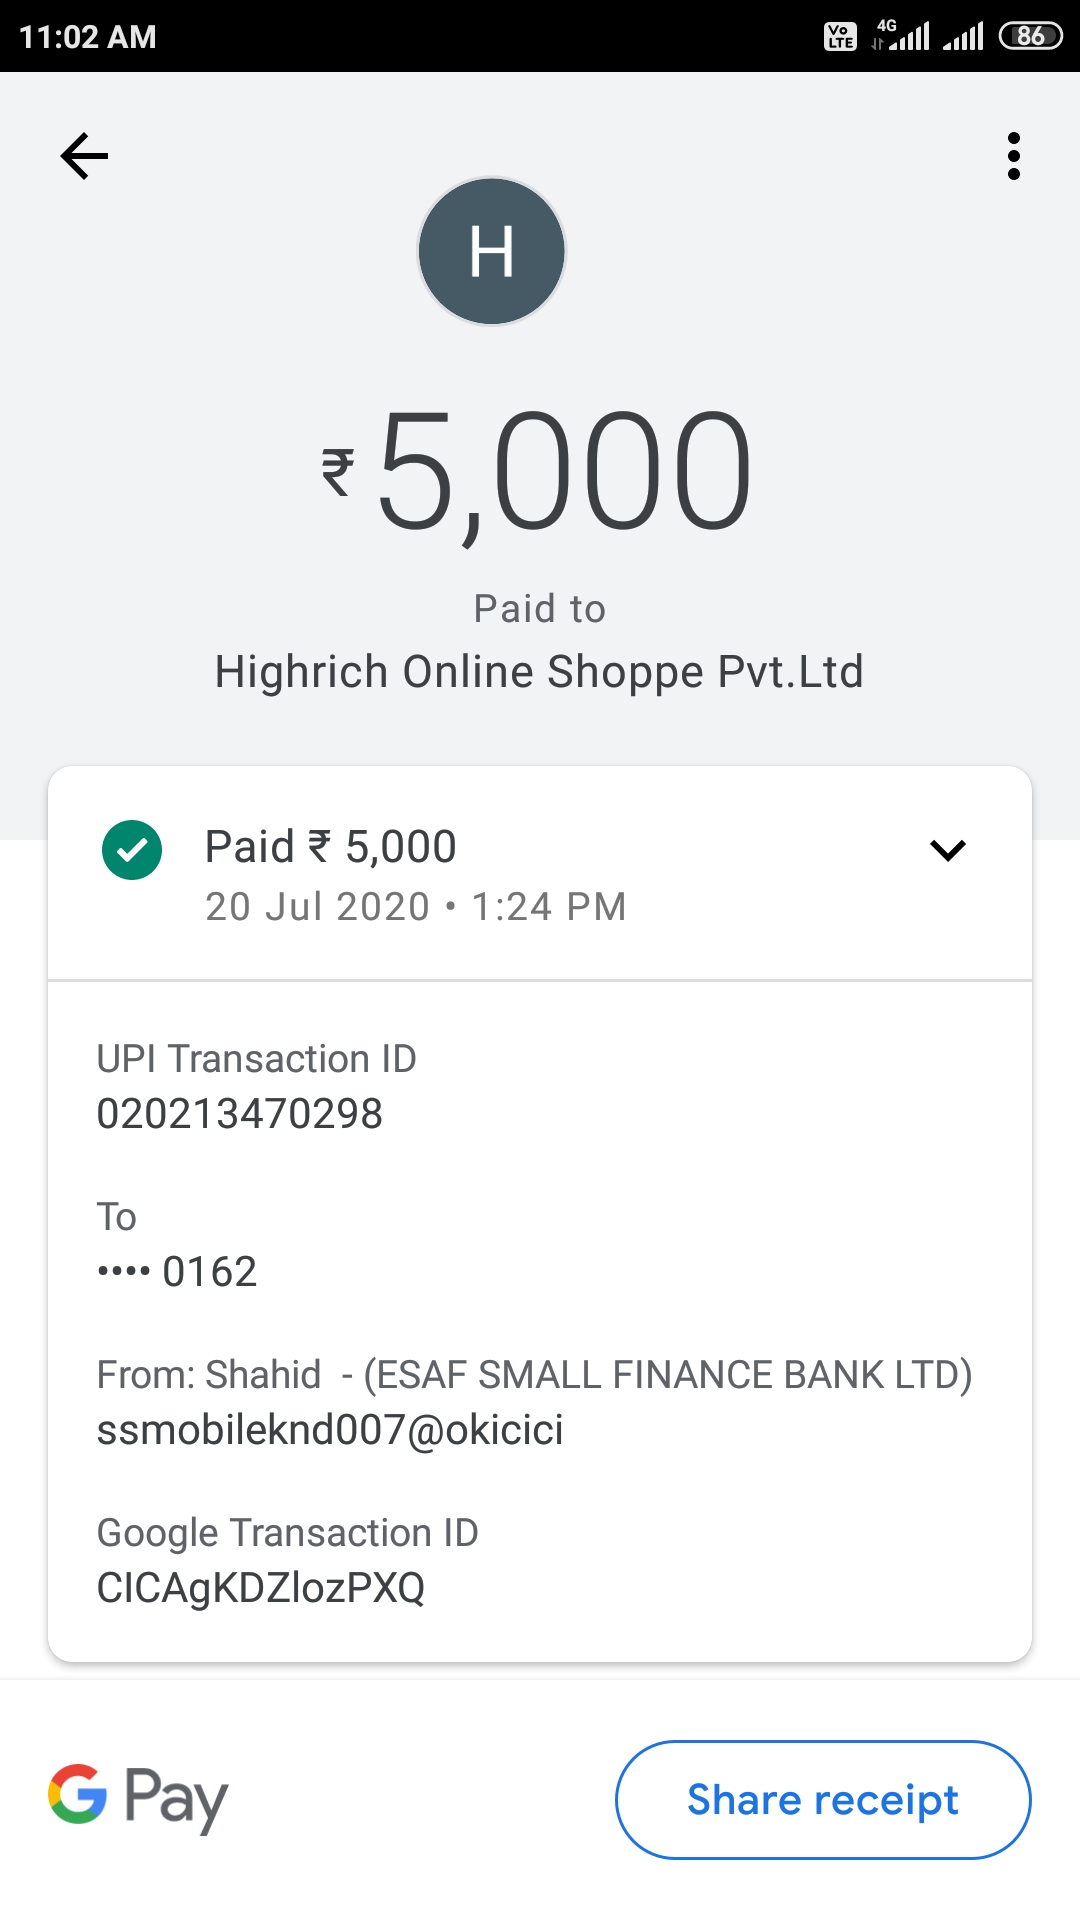 11:02 AM
Vo LTE 4G 86
H
₹5,000
Paid to
Highrich Online Shoppe Pvt.Ltd
Paid ₹ 5,000
20 Jul 2020 • 1:24 PM
UPI Transaction ID
020213470298
To
•••• 0162
From: Shahid - (ESAF SMALL FINANCE BANK LTD)
ssmobileknd007@okicici
Google Transaction ID
CICAgKDZlozPXQ
G Pay
Share receipt